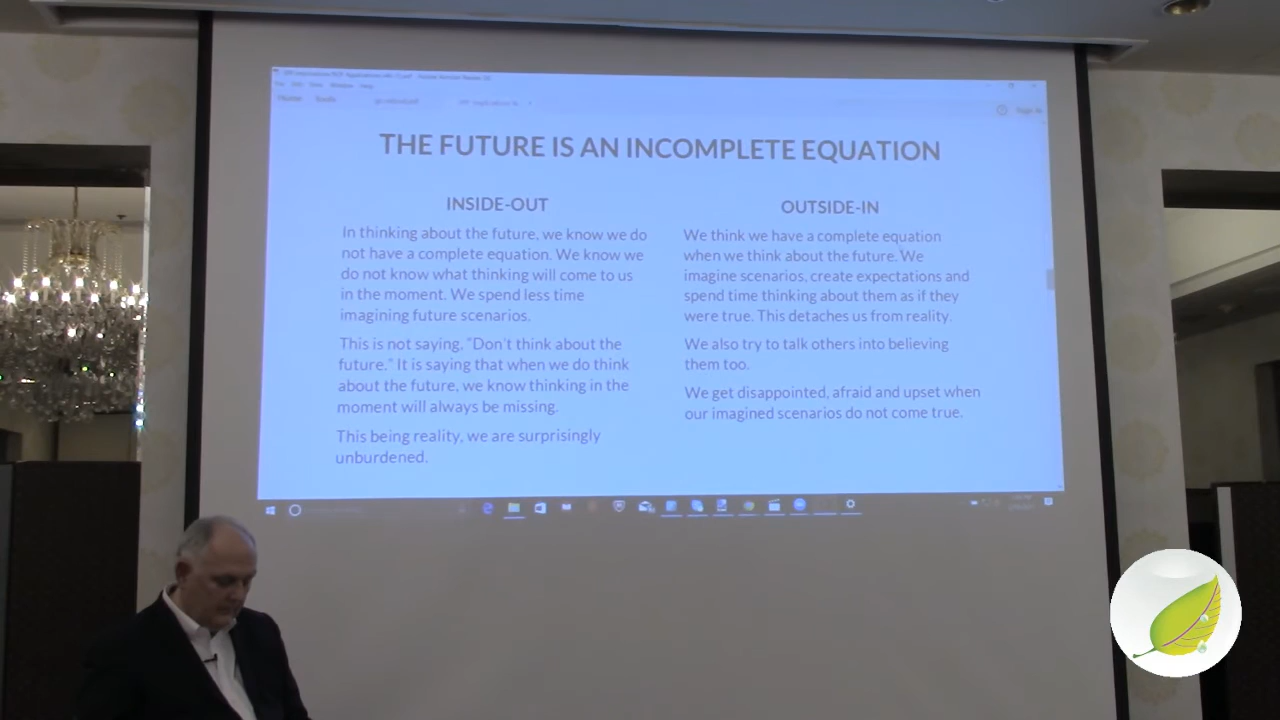 Home
THE FUTURE IS AN INCOMPLETE EQUATION
INSIDE-OUT
In thinking about the future, we know we do
not have a complete equation. We know we
do not know what thinking will come to us
in the moment. We spend less time
imagining future scenarios.
This is not saying, "Don't think about the
future." It is saying that when we do think
about the future, we know thinking in the
moment will always be missing.
This being reality, we are surprisingly
unburdened.
OUTSIDE-IN
We think we have a complete equation
when we think about the future. We
imagine scenarios, create expectations and
spend time thinking about them as if they
were true. This detaches us from reality.
We also try to talk others into believing
them too.
We get disappointed, afraid and upset when
our imagined scenarios do not come true.